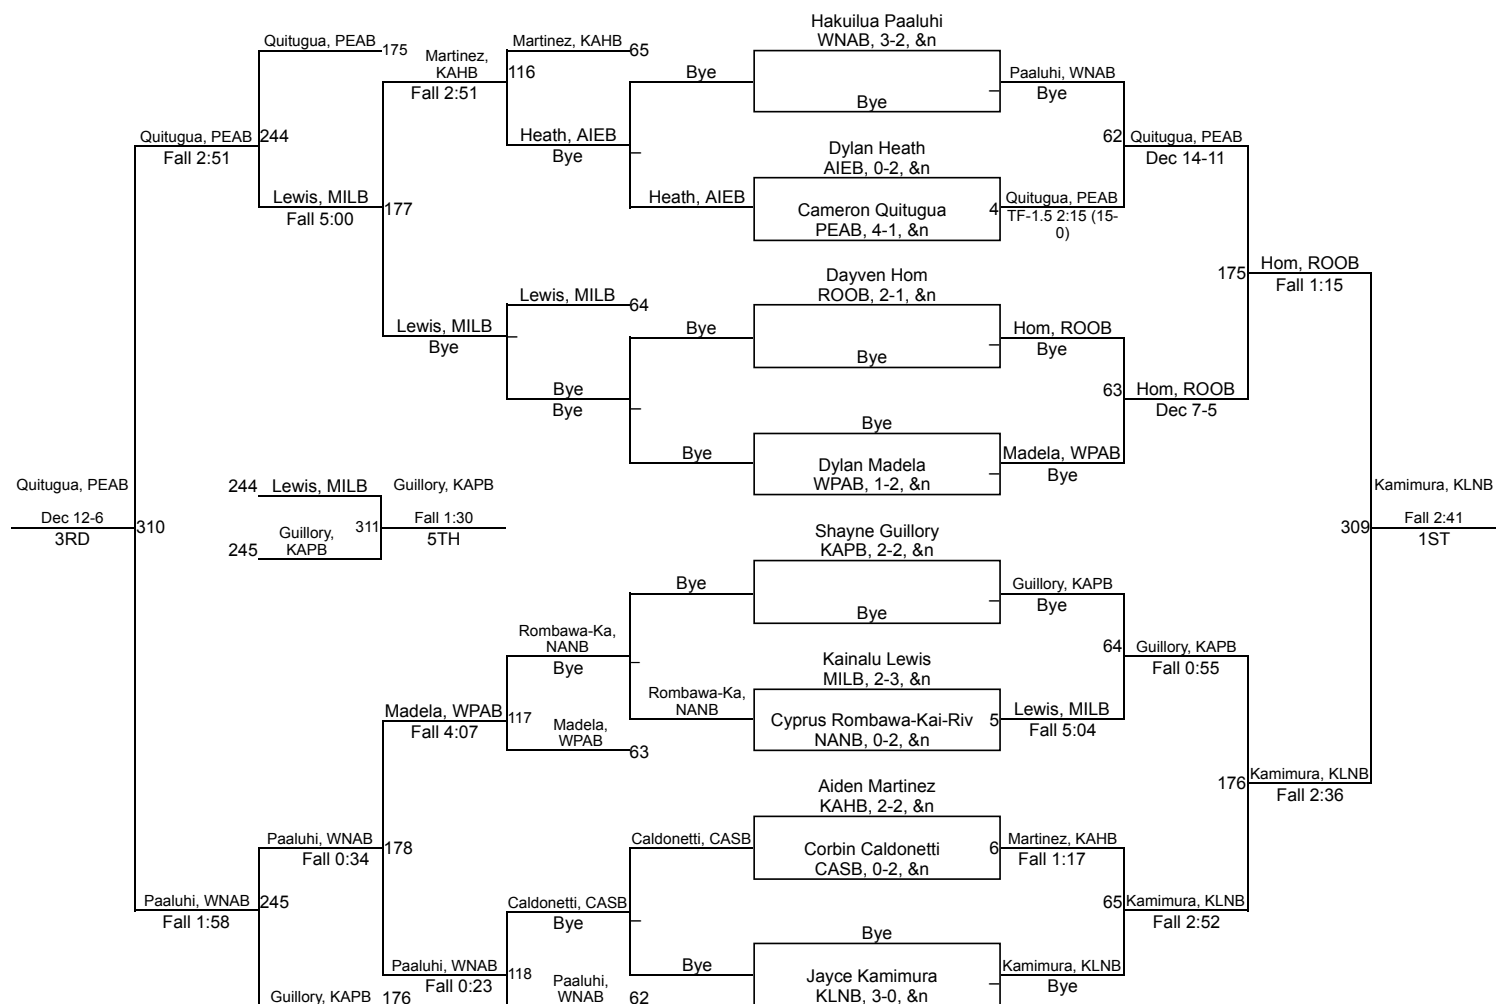 Hakuilua Paaluhi
WNAB, 3-2, &n
Quitugua, PEAB
175
Martinez,
KAHB
Fall 2:51
116
Martinez, KAHB
65
Bye
Bye
Paaluhi, WNAB
Bye
Quitugua, PEAB
Fall 2:51
244
Heath, AIEB
Bye
Dylan Heath
AIEB, 0-2, &n
62
Quitugua, PEAB
Dec 14-11
Lewis, MILB
Fall 5:00
177
Heath, AIEB
Cameron Quitugua
PEAB, 4-1, &n
4
Quitugua, PEAB
TF-1.5 2:15 (15-
0)
Dayven Hom
ROOB, 2-1, &n
175
Hom, ROOB
Fall 1:15
Lewis, MILB
64
Lewis, MILB
Bye
Bye
Bye
Hom, ROOB
Bye
Bye
Bye
63
Hom, ROOB
Dec 7-5
Bye
Bye
Dylan Madela
WPAB, 1-2, &n
Madela, WPAB
Bye
Quitugua, PEAB
Dec 12-6
3RD
310
244
Lewis, MILB
245
Guillory,
KAPB
311
Guillory, KAPB
Fall 1:30
5TH
Kamimura, KLNB
309
Fall 2:41
1ST
Shayne Guillory
KAPB, 2-2, &n
Bye
Bye
Guillory, KAPB
Bye
Rombawa-Ka,
NANB
Bye
Kainalu Lewis
MILB, 2-3, &n
64
Guillory, KAPB
Fall 0:55
Madela, WPAB
Fall 4:07
117
Rombawa-Ka,
NANB
Cyprus Rombawa-Kai-Riv
NANB, 0-2, &n
5
Lewis, MILB
Fall 5:04
Madela,
WPAB
63
Aiden Martinez
KAHB, 2-2, &n
176
Kamimura, KLNB
Fall 2:36
Paaluhi, WNAB
Fall 0:34
178
Caldonetti, CASB
Corbin Caldonetti
CASB, 0-2, &n
6
Martinez, KAHB
Fall 1:17
Paaluhi, WNAB
Fall 1:58
245
Caldonetti, CASB
Bye
Bye
65
Kamimura, KLNB
Fall 2:52
Paaluhi, WNAB
Fall 0:23
118
Bye
Jayce Kamimura
KLNB, 3-0, &n
Kamimura, KLNB
Bye
Guillory, KAPB
176
Paaluhi,
WNAB
62